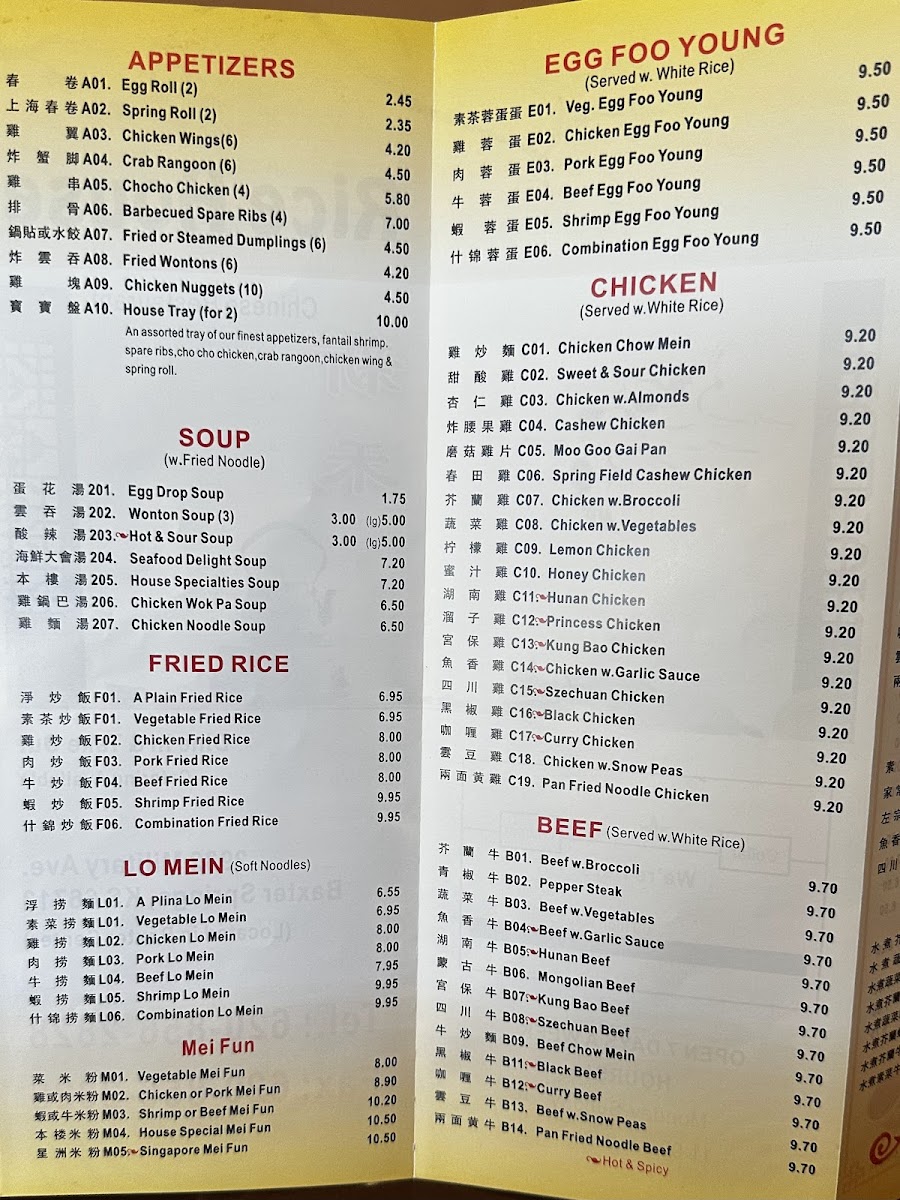 APPETIZERS
春 卷 A01. Egg Roll (2) 2.45
上海春卷 A02. Spring Roll (2) 2.35
雞 翼 A03. Chicken Wings(6) 4.20
炸蟹脚 A04. Crab Rangoon (6) 4.50
雞 串 A05. Chocho Chicken (4) 5.80
排 骨 A06. Barbecued Spare Ribs (4) 7.00
鍋貼或水餃 A07. Fried or Steamed Dumplings (6) 4.50
炸雲吞 A08. Fried Wontons (6) 4.20
雞 塊 A09. Chicken Nuggets (10) 4.50
寳寶盤 A10. House Tray (for 2) 10.00
An assorted tray of our finest appetizers, fantail shrimp.
spare ribs,cho cho chicken,crab rangoon,chicken wing &
spring roll.
SOUP
(w.Fried Noodle)
蛋花湯 201. Egg Drop Soup 1.75
雲吞湯 202. Wonton Soup (3) 3.00 (lg)5.00
酸辣湯 203. Hot & Sour Soup 3.00 (lg)5.00
海鮮大會湯 204. Seafood Delight Soup 7.20
本樓湯 205. House Specialties Soup 7.20
雞鍋巴湯 206. Chicken Wok Pa Soup 6.50
雞麵湯 207. Chicken Noodle Soup 6.50
FRIED RICE
淨炒飯 F01. A Plain Fried Rice 6.95
素茶炒飯 F01. Vegetable Fried Rice 6.95
雞炒飯 F02. Chicken Fried Rice 8.00
肉炒飯 F03. Pork Fried Rice 8.00
牛炒飯 F04. Beef Fried Rice 8.00
蝦炒飯 F05. Shrimp Fried Rice 9.95
什錦炒飯 F06. Combination Fried Rice 9.95
LO MEIN (Soft Noodles)
浮撈麵 L01. A Plina Lo Mein 6.55
素菜撈麵 L01. Vegetable Lo Mein 6.95
雞撈麵 L02. Chicken Lo Mein 8.00
肉撈麵 L03. Pork Lo Mein 8.00
牛撈麵 L04. Beef Lo Mein 7.95
蝦撈麵 L05. Shrimp Lo Mein 9.95
什錦撈麵 L06. Combination Lo Mein 9.95
Mei Fun
菜米粉 M01. Vegetable Mei Fun 8.00
雞或肉米粉 M02. Chicken or Pork Mei Fun 8.90
蝦或牛米粉 M03. Shrimp or Beef Mei Fun 10.20
本楼米粉 M04. House Special Mei Fun 10.50
星洲米粉 M05. Singapore Mei Fun 10.50
EGG FOO YOUNG
(Served w. White Rice)
素茶蓉蛋蛋 E01. Veg. Egg Foo Young 9.50
雞蓉蛋 E02. Chicken Egg Foo Young 9.50
肉蓉蛋 E03. Pork Egg Foo Young 9.50
牛蓉蛋 E04. Beef Egg Foo Young 9.50
蝦蓉蛋 E05. Shrimp Egg Foo Young 9.50
什錦蓉蛋 E06. Combination Egg Foo Young 9.50
CHICKEN
(Served w.White Rice)
雞炒麵 C01. Chicken Chow Mein 9.20
甜酸雞 C02. Sweet & Sour Chicken 9.20
杏仁雞 C03. Chicken w.Almonds 9.20
炸腰果雞 C04. Cashew Chicken 9.20
磨菇雞片 C05. Moo Goo Gai Pan 9.20
春田雞 C06. Spring Field Cashew Chicken 9.20
芥蘭雞 C07. Chicken w.Broccoli 9.20
蔬菜雞 C08. Chicken w.Vegetables 9.20
柠檬雞 C09. Lemon Chicken 9.20
蜜汁雞 C10. Honey Chicken 9.20
湖南雞 C11. Hunan Chicken 9.20
溜子雞 C12. Princess Chicken 9.20
宮保雞 C13. Kung Bao Chicken 9.20
魚香雞 C14. Chicken w.Garlic Sauce 9.20
四川雞 C15. Szechuan Chicken 9.20
黑椒雞 C16. Black Chicken 9.20
咖喱雞 C17. Curry Chicken 9.20
雲豆雞 C18. Chicken w.Snow Peas 9.20
兩面黄雞 C19. Pan Fried Noodle Chicken 9.20
BEEF (Served w.White Rice)
芥蘭牛 B01. Beef w.Broccoli 9.70
青椒牛 B02. Pepper Steak 9.70
蔬菜牛 B03. Beef w.Vegetables 9.70
魚香牛 B04. Beef w.Garlic Sauce 9.70
湖南牛 B05. Hunan Beef 9.70
蒙古牛 B06. Mongolian Beef 9.70
宮保牛 B07. Kung Bao Beef 9.70
四川牛 B08. Szechuan Beef 9.70
牛炒麵 B09. Beef Chow Mein 9.70
黑椒牛 B11. Black Beef 9.70
咖喱牛 B12. Curry Beef 9.70
雲豆牛 B13. Beef w.Snow Peas 9.70
兩面黄牛 B14. Pan Fried Noodle Beef 9.70
Hot & Spicy